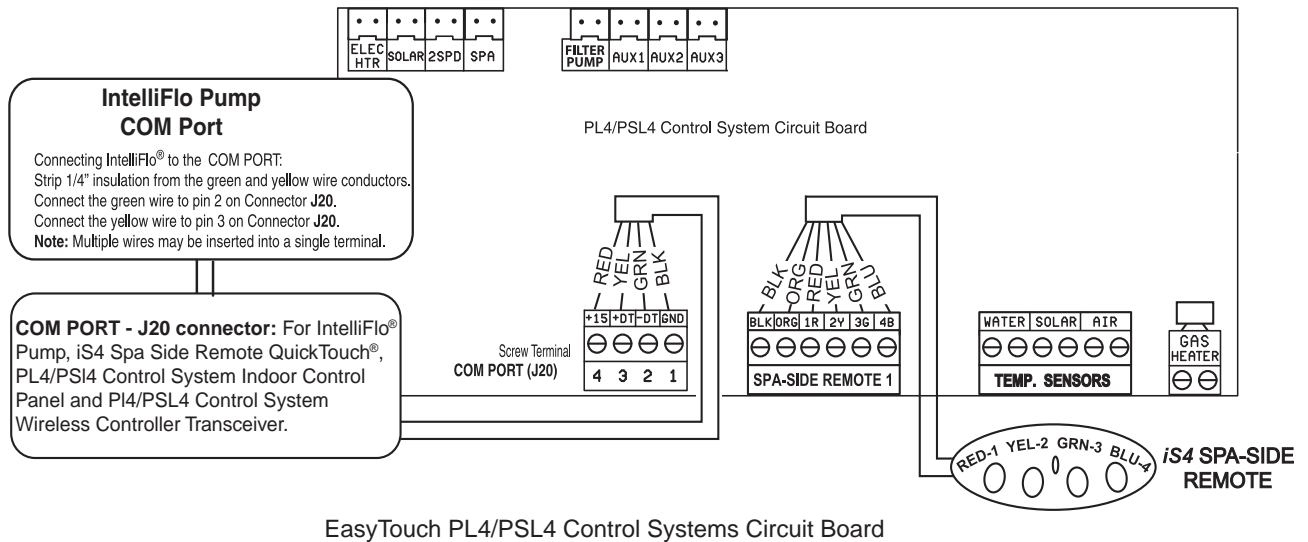 ELEC HTR
SOLAR
2SPD
SPA
FILTER PUMP
AUX1
AUX2
AUX3
IntelliFlo Pump
COM Port
Connecting IntelliFlo® to the COM PORT:
Strip 1/4" insulation from the green and yellow wire conductors.
Connect the green wire to pin 2 on Connector J20.
Connect the yellow wire to pin 3 on Connector J20.
Note: Multiple wires may be inserted into a single terminal.
PL4/PSL4 Control System Circuit Board
COM PORT - J20 connector: For IntelliFlo®
Pump, iS4 Spa Side Remote QuickTouch®,
PL4/PSl4 Control System Indoor Control
Panel and Pl4/PSL4 Control System
Wireless Controller Transceiver.
RED
YEL
GRN
BLK
+15
+DT
-DT
GND
Screw Terminal
COM PORT (J20)
4 3 2 1
BLK
ORG
RED
YEL
GRN
BLU
BLK
ORG
1R
2Y
3G
4B
SPA-SIDE REMOTE 1
WATER
SOLAR
AIR
TEMP. SENSORS
GAS
HEATER
RED-1
YEL-2
GRN-3
BLU-4
iS4 SPA-SIDE
REMOTE
EasyTouch PL4/PSL4 Control Systems Circuit Board